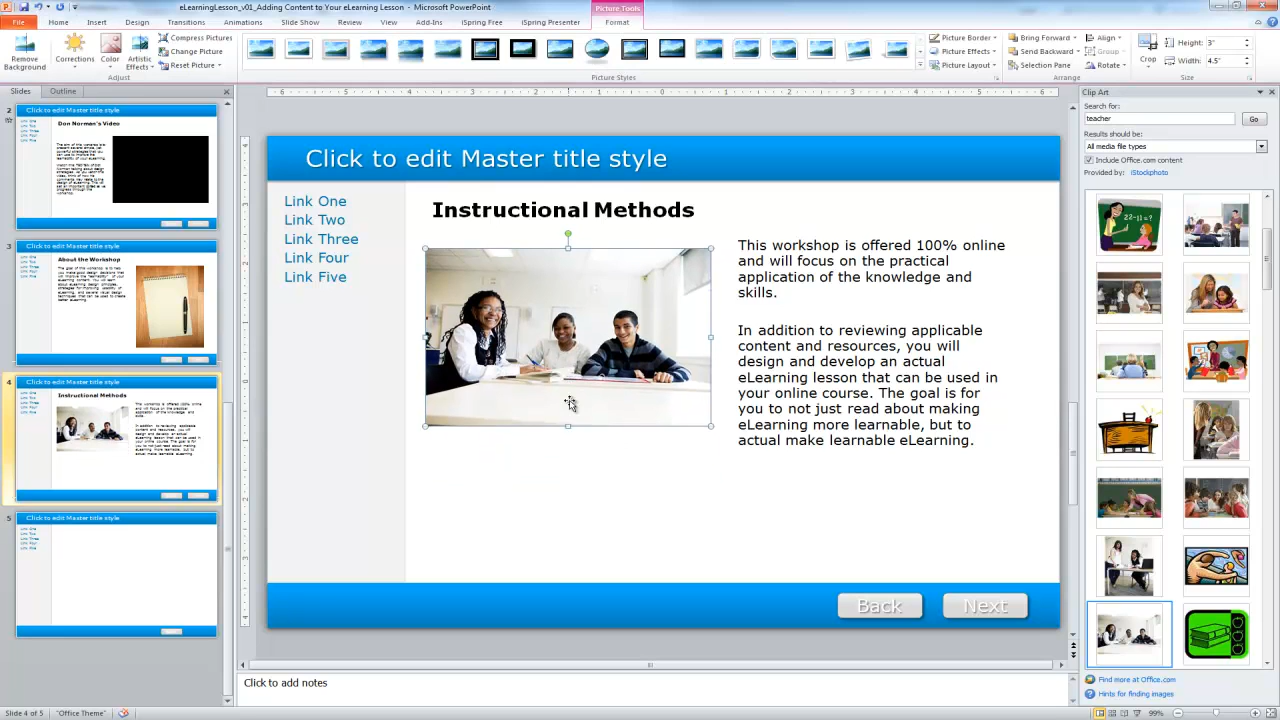 eLearningLesson_v01_Adding Content to Your eLearning Lesson - Microsoft PowerPoint
Picture Tools
File Home Insert Design Transitions Animations Slide Show Review View Add-Ins iSpring Free iSpring Presenter Format
Remove Background
Corrections
Color
Artistic Effects
Compress Pictures
Change Picture
Reset Picture
Adjust
Picture Styles
Picture Border
Picture Effects
Picture Layout
Bring Forward
Send Backward
Selection Pane
Align
Group
Rotate
Arrange
Crop
Height: 3"
Width: 4.5"
Size
Slides Outline
2
Click to edit Master title style
Don Norman's Video
3
Click to edit Master title style
About the Workshop
4
Click to edit Master title style
Instructional Methods
5
Click to edit Master title style
Click to edit Master title style
Link One
Link Two
Link Three
Link Four
Link Five
Instructional Methods
This workshop is offered 100% online
and will focus on the practical
application of the knowledge and
skills.
In addition to reviewing applicable
content and resources, you will
design and develop an actual
eLearning lesson that can be used in
your online course. The goal is for
you to not just read about making
eLearning more learnable, but to
actual make learnable eLearning.
Back Next
Click to add notes
Clip Art
Search for:
teacher
Go
Results should be:
All media file types
Include Office.com content
Provided by: iStockphoto
22-11=?
Find more at Office.com
Hints for finding images
Slide 4 of 5 "Office Theme" 99%